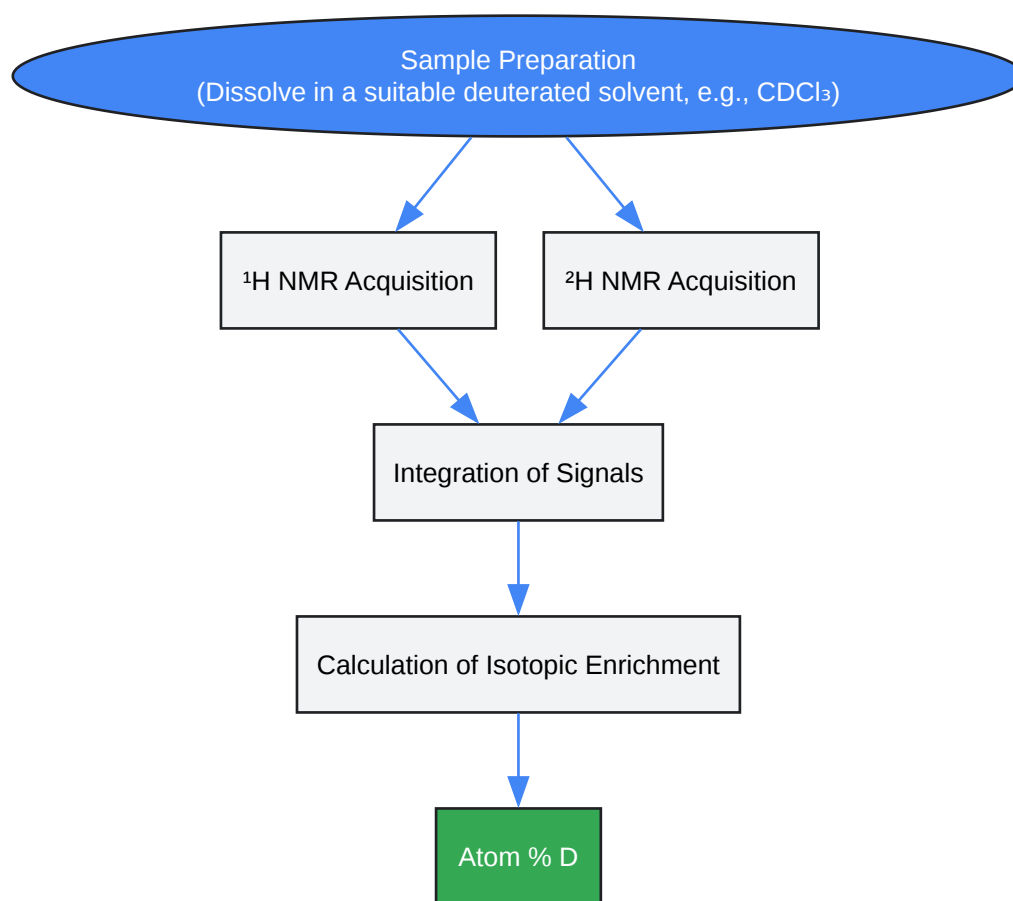 Sample Preparation
(Dissolve in a suitable deuterated solvent, e.g., CDCl₃)
¹H NMR Acquisition
²H NMR Acquisition
Integration of Signals
Calculation of Isotopic Enrichment
Atom % D